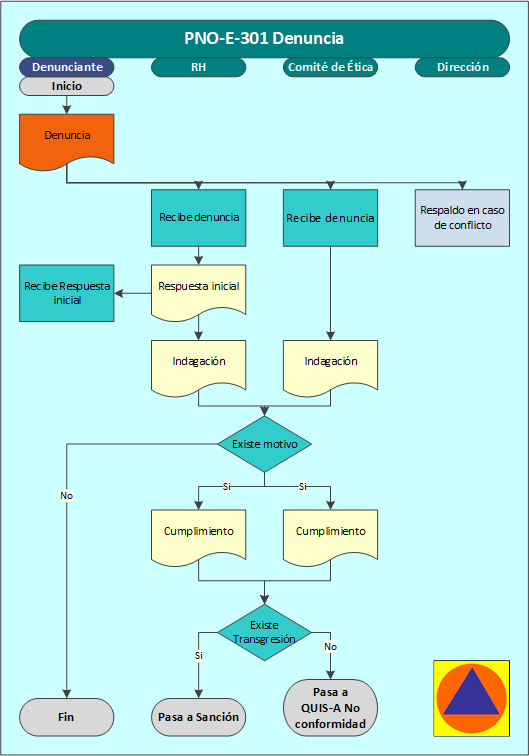 PNO-E-301 Denuncia
Denunciante
RH
Comité de Ética
Dirección
Inicio
Denuncia
Recibe denuncia
Recibe denuncia
Respaldo en caso
de conflicto
Recibe Respuesta
inicial
Respuesta inicial
Indagación
Indagación
Existe motivo
No
Si
Si
Cumplimiento
Cumplimiento
Existe
Transgresión
Si
No
Fin
Pasa a Sanción
Pasa a
QUIS-A No
conformidad